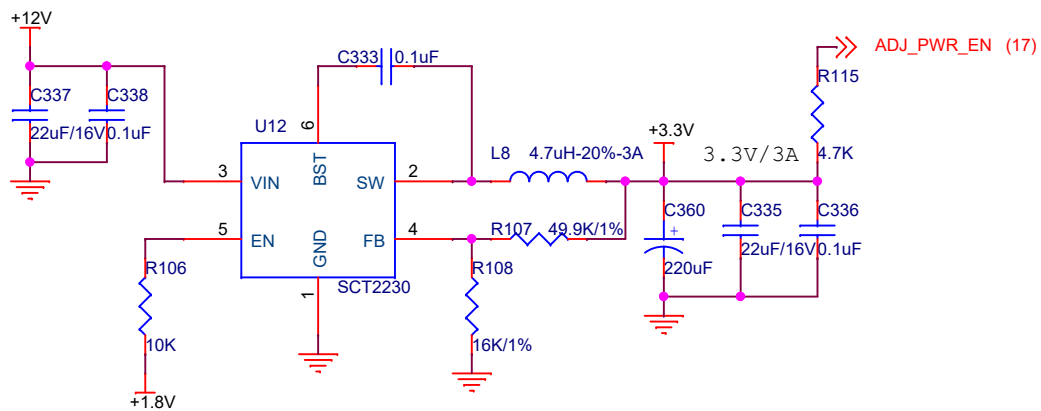 +12V
C337
22uF/16V
C338
0.1uF
C333
0.1uF
U12
6
BST
3
VIN
SW
2
5
EN
FB
4
GND
1
SCT2230
R106
10K
+1.8V
L8
4.7uH-20%-3A
R107
49.9K/1%
R108
16K/1%
+3.3V
3.3V/3A
C360
+
220uF
C335
22uF/16V
C336
0.1uF
R115
4.7K
ADJ_PWR_EN (17)